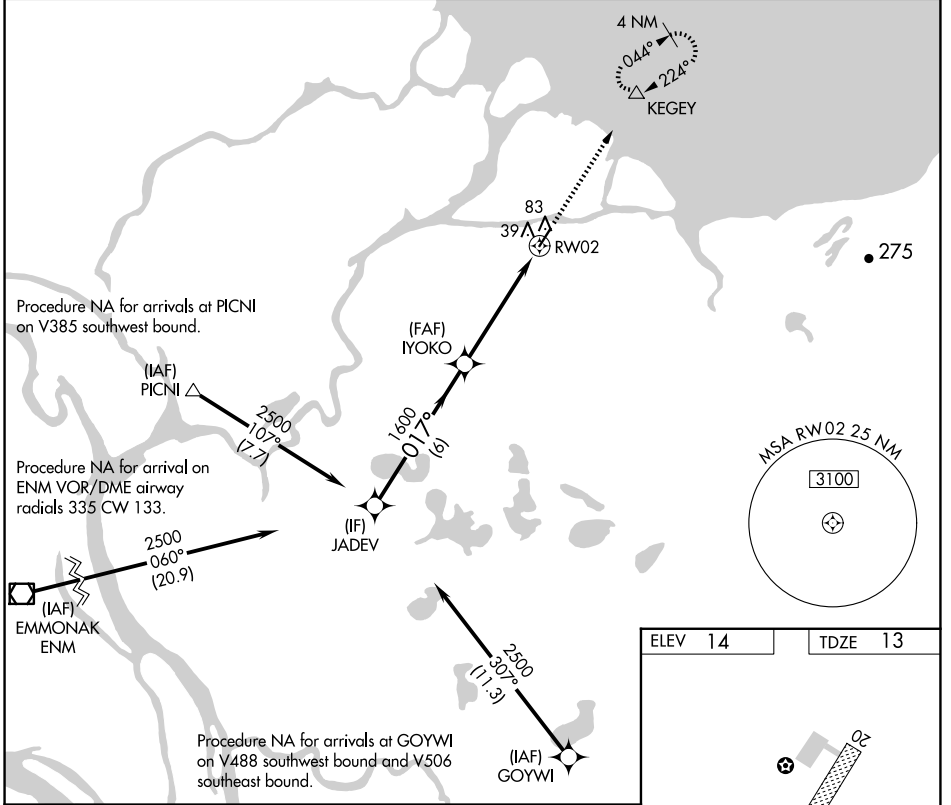 4 NM
044°
224°
KEGEY
83
39
RW02
275
Procedure NA for arrivals at PICNI
on V385 southwest bound.
(FAF)
IYOKO
(IAF)
PICNI
2500
107°
(7.7)
1600
017°
(6)
MSA RW02 25 NM
3100
Procedure NA for arrival on
ENM VOR/DME airway
radials 335 CW 133.
(IF)
JADEV
2500
060°
(20.9)
(IAF)
EMMONAK
ENM
2500
307°
(11.3)
ELEV 14
TDZE 13
Procedure NA for arrivals at GOYWI
on V488 southwest bound and V506
southeast bound.
(IAF)
GOYWI
20